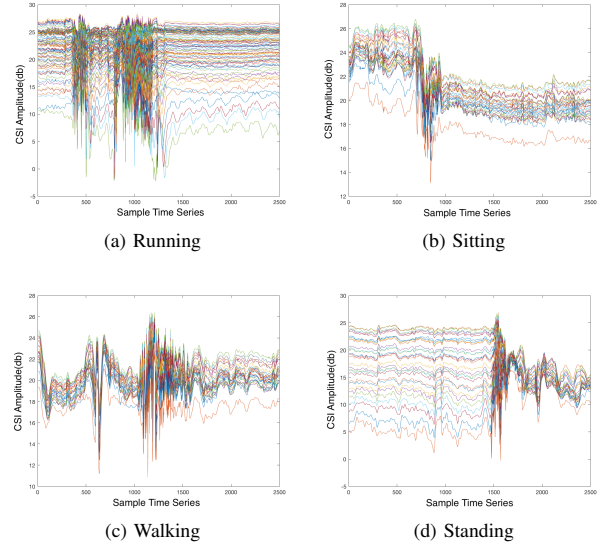 30
25
20
15
10
5
0
-5
CSI Amplitude(db)
0 500 1000 1500 2000 2500
Sample Time Series
(a) Running
28
26
24
22
20
18
16
14
12
CSI Amplitude(db)
0 500 1000 1500 2000 2500
Sample Time Series
(b) Sitting
28
26
24
22
20
18
16
14
12
10
CSI Amplitude(db)
0 500 1000 1500 2000 2500
Sample Time Series
(c) Walking
30
25
20
15
10
5
0
-5
CSI Amplitude(db)
0 500 1000 1500 2000 2500
Sample Time Series
(d) Standing